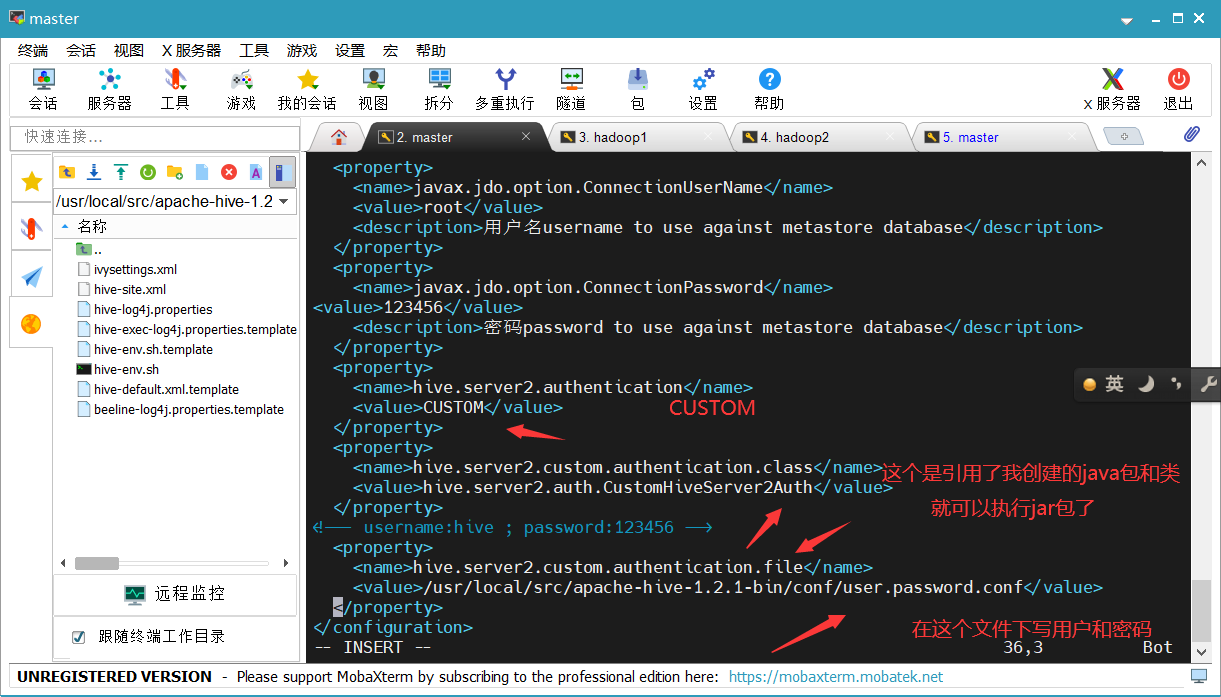 master
终端 会话 视图 X 服务器 工具 游戏 设置 宏 帮助
会话 服务器 工具 游戏 我的会话 视图 拆分 多重执行 隧道 包 设置 帮助 X 服务器 退出
快速连接...
2. master
3. hadoop1
4. hadoop2
5. master
/usr/local/src/apache-hive-1.2
名称
..
ivysettings.xml
hive-site.xml
hive-log4j.properties
hive-exec-log4j.properties.template
hive-env.sh.template
hive-env.sh
hive-default.xml.template
beeline-log4j.properties.template
远程监控
跟随终端工作目录
<property>
<name>javax.jdo.option.ConnectionUserName</name>
<value>root</value>
<description>用户名username to use against metastore database</description>
</property>
<property>
<name>javax.jdo.option.ConnectionPassword</name>
<value>123456</value>
<description>密码password to use against metastore database</description>
</property>
<property>
<name>hive.server2.authentication</name>
<value>CUSTOM</value>
CUSTOM
</property>
<property>
<name>hive.server2.custom.authentication.class</name>
<value>hive.server2.auth.CustomHiveServer2Auth</value>
这个是引用了我创建的java包和类
就可以执行jar包了
</property>
<!-- username:hive ; password:123456 -->
<property>
<name>hive.server2.custom.authentication.file</name>
<value>/usr/local/src/apache-hive-1.2.1-bin/conf/user.password.conf</value>
</property>
</configuration>
在这个文件下写用户和密码
-- INSERT -- 36,3 Bot
英
UNREGISTERED VERSION - Please support MobaXterm by subscribing to the professional edition here: https://mobaxterm.mobatek.net